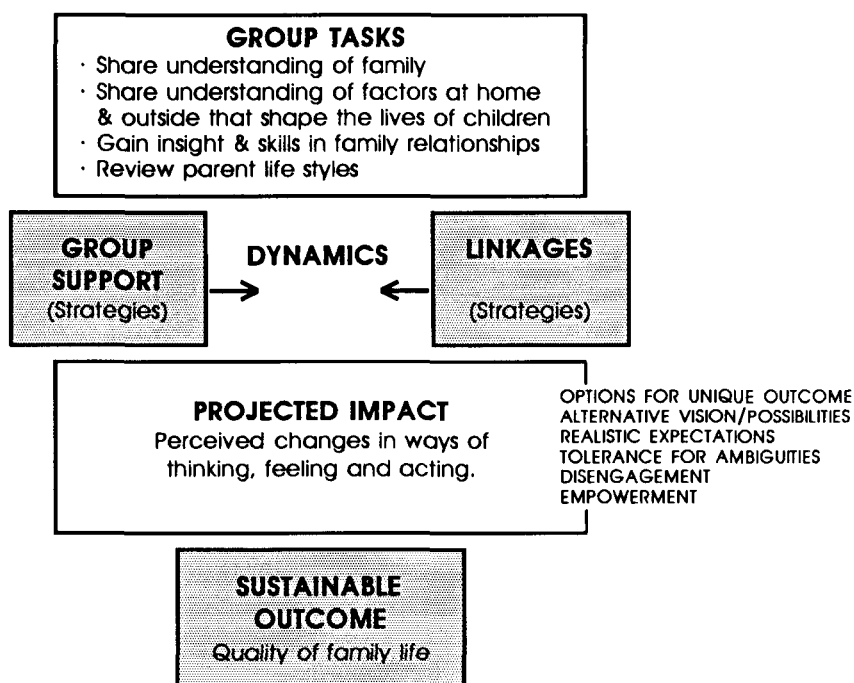 GROUP TASKS
· Share understanding of family
· Share understanding of factors at home
& outside that shape the lives of children
· Gain insight & skills in family relationships
· Review parent life styles
GROUP
SUPPORT
(Strategies)
DYNAMICS
LINKAGES
(Strategies)
PROJECTED IMPACT
Perceived changes in ways of
thinking, feeling and acting.
OPTIONS FOR UNIQUE OUTCOME
ALTERNATIVE VISION/POSSIBILITIES
REALISTIC EXPECTATIONS
TOLERANCE FOR AMBIGUITIES
DISENGAGEMENT
EMPOWERMENT
SUSTAINABLE
OUTCOME
Quality of family life